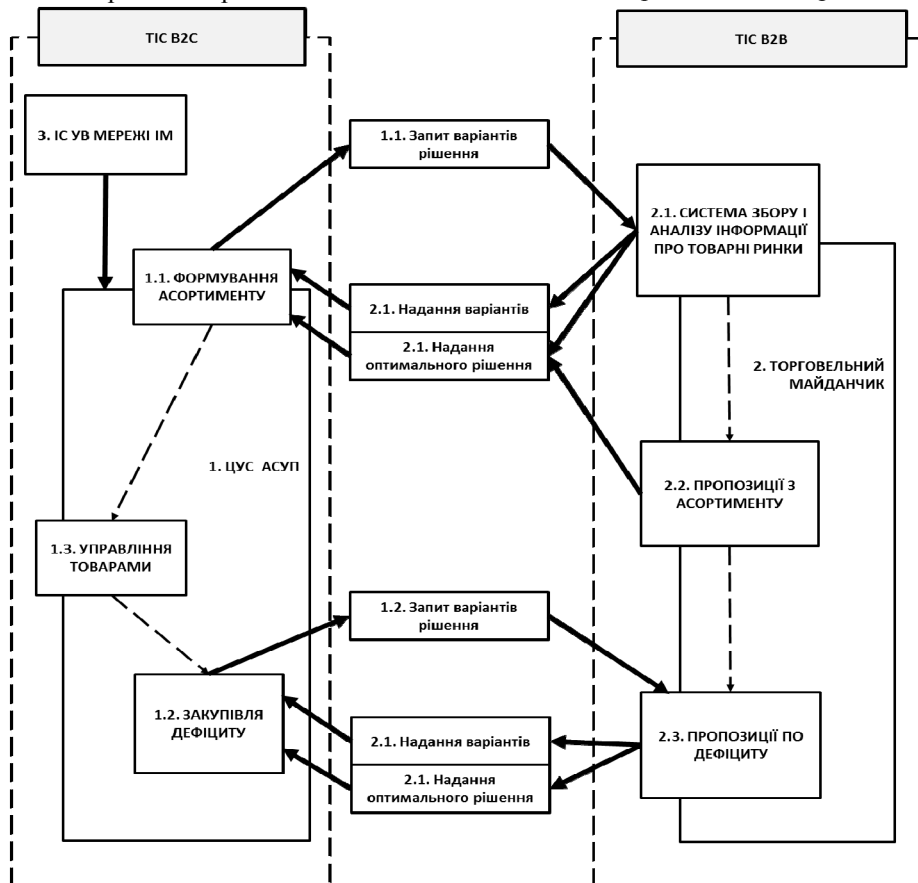 ТІС B2C
ТІС B2B
3. ІС УВ МЕРЕЖІ ІМ
1.1. Запит варіантів
рішення
2.1. СИСТЕМА ЗБОРУ І
АНАЛІЗУ ІНФОРМАЦІЇ
ПРО ТОВАРНІ РИНКИ
1.1. ФОРМУВАННЯ
АСОРТИМЕНТУ
2.1. Надання варіантів
2.1. Надання
оптимального рішення
2. ТОРГОВЕЛЬНИЙ
МАЙДАНЧИК
1. ЦУС АСУП
2.2. ПРОПОЗИЦІЇ З
АСОРТИМЕНТУ
1.3. УПРАВЛІННЯ
ТОВАРАМИ
1.2. Запит варіантів
рішення
1.2. ЗАКУПІВЛЯ
ДЕФІЦИТУ
2.1. Надання варіантів
2.1. Надання
оптимального рішення
2.3. ПРОПОЗИЦІЇ ПО
ДЕФІЦИТУ